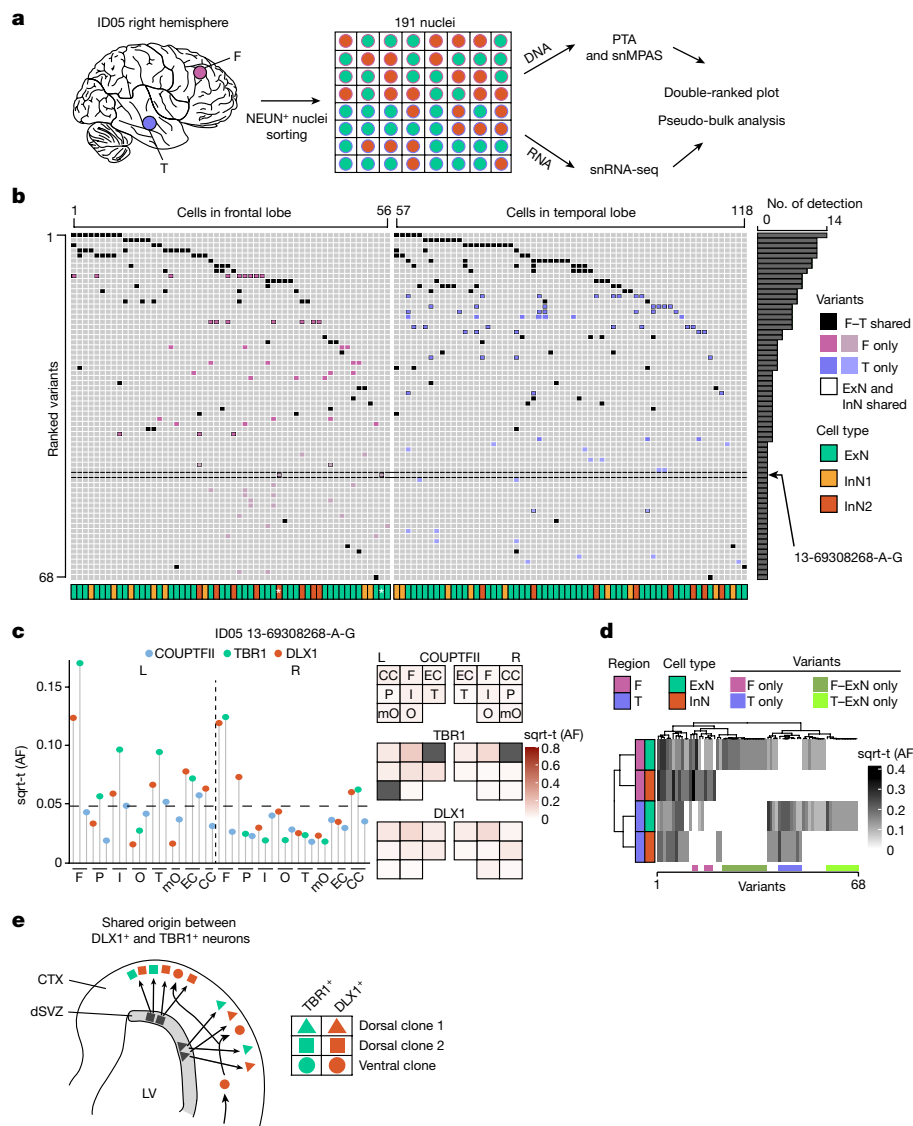 a
ID05 right hemisphere
F
T
NEUN+ nuclei
sorting
191 nuclei
DNA
RNA
PTA
and snMPAS
snRNA-seq
Double-ranked plot
Pseudo-bulk analysis
b
1
Cells in frontal lobe
56
57
Cells in temporal lobe
118
No. of detection
0
14
1
Ranked variants
68
Variants
F–T shared
F only
T only
ExN and
InN shared
Cell type
ExN
InN1
InN2
13-69308268-A-G
* *
c
ID05 13-69308268-A-G
COUPTFII
TBR1
DLX1
L
R
sqrt-t (AF)
0.15
0.10
0.05
0
F P I O T mO EC CC F P I O T mO EC CC
L COUPTFII R
CC F EC EC F CC
P I T T I P
mO O O mO
TBR1
DLX1
sqrt-t (AF)
0.8
0.6
0.4
0.2
0
d
Region
F
T
Cell type
ExN
InN
Variants
F only
T only
F–ExN only
T–ExN only
sqrt-t (AF
0.4
0.3
0.2
0.1
0
1
Variants
68
e
Shared origin between
DLX1+ and TBR1+ neurons
CTX
dSVZ
LV
TBR1+
DLX1+
Dorsal clone 1
Dorsal clone 2
Ventral clone